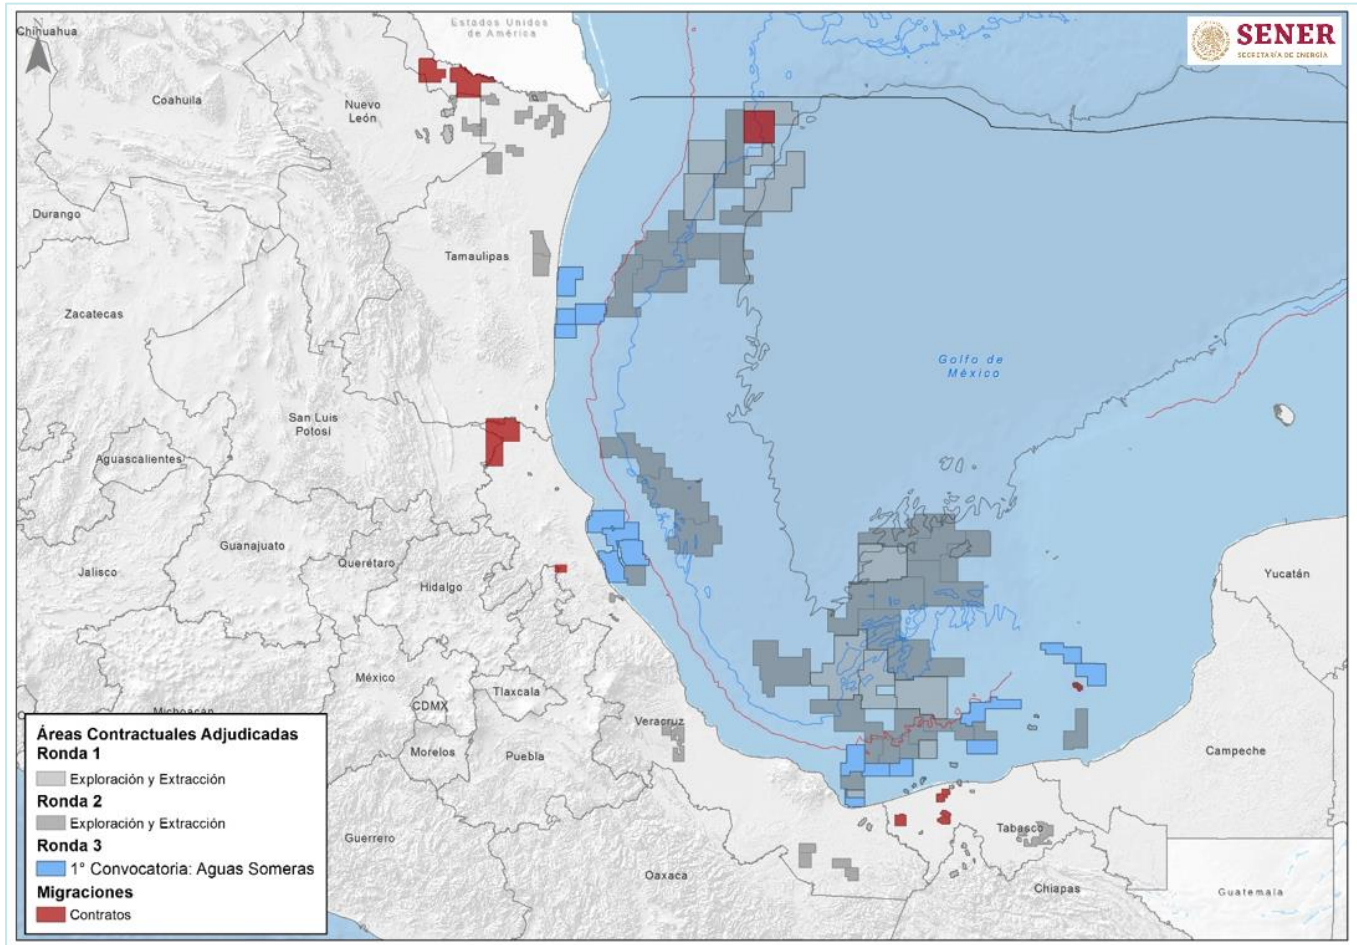 Estados Unidos
de América
SENER
SECRETARÍA DE ENERGÍA
Chihuahua
Coahuila
Nuevo
León
Durango
Tamaulipas
Zacatecas
Golfo de
México
San Luis
Potosí
Aguascalientes
Guanajuato
Querétaro
Jalisco
Hidalgo
Yucatán
México
Tlaxcala
CDMX
Michoacán
Veracruz
Morelos
Puebla
Campeche
Guerrero
Tabasco
Oaxaca
Chiapas
Guatemala
Áreas Contractuales Adjudicadas
Ronda 1
Exploración y Extracción
Ronda 2
Exploración y Extracción
Ronda 3
1° Convocatoria: Aguas Someras
Migraciones
Contratos